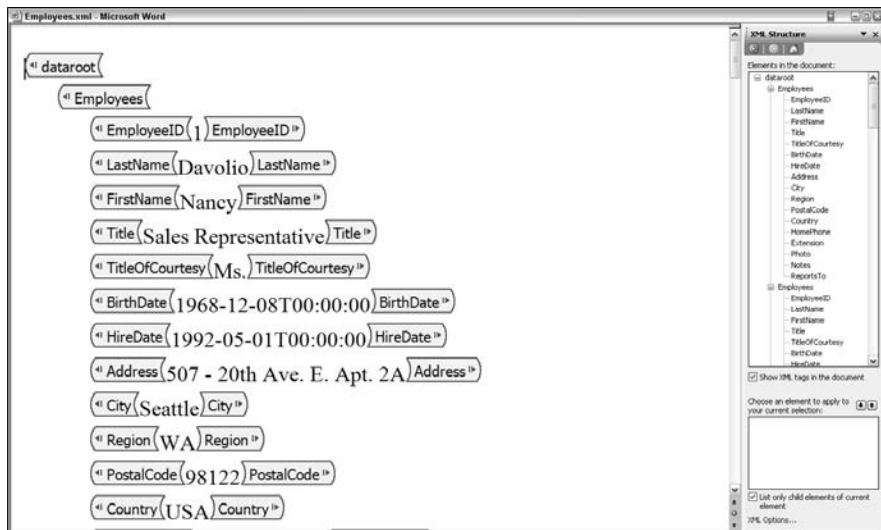 Employees.xml - Microsoft Word
dataroot
Employees
EmployeeID 1 EmployeeID
LastName Davolio LastName
FirstName Nancy FirstName
Title Sales Representative Title
TitleOfCourtesy Ms. TitleOfCourtesy
BirthDate 1968-12-08T00:00:00 BirthDate
HireDate 1992-05-01T00:00:00 HireDate
Address 507 - 20th Ave. E. Apt. 2A Address
City Seattle City
Region WA Region
PostalCode 98122 PostalCode
Country USA Country
XML Structure
Elements in the document:
dataroot
Employees
EmployeeID
LastName
FirstName
Title
TitleOfCourtesy
BirthDate
HireDate
Address
City
Region
PostalCode
Country
HomePhone
Extension
Photo
Notes
ReportsTo
Employees
EmployeeID
LastName
FirstName
Title
TitleOfCourtesy
BirthDate
HireDate
Show XML tags in the document
Choose an element to apply to
your current selection:
List only child elements of current
element
XML Options...